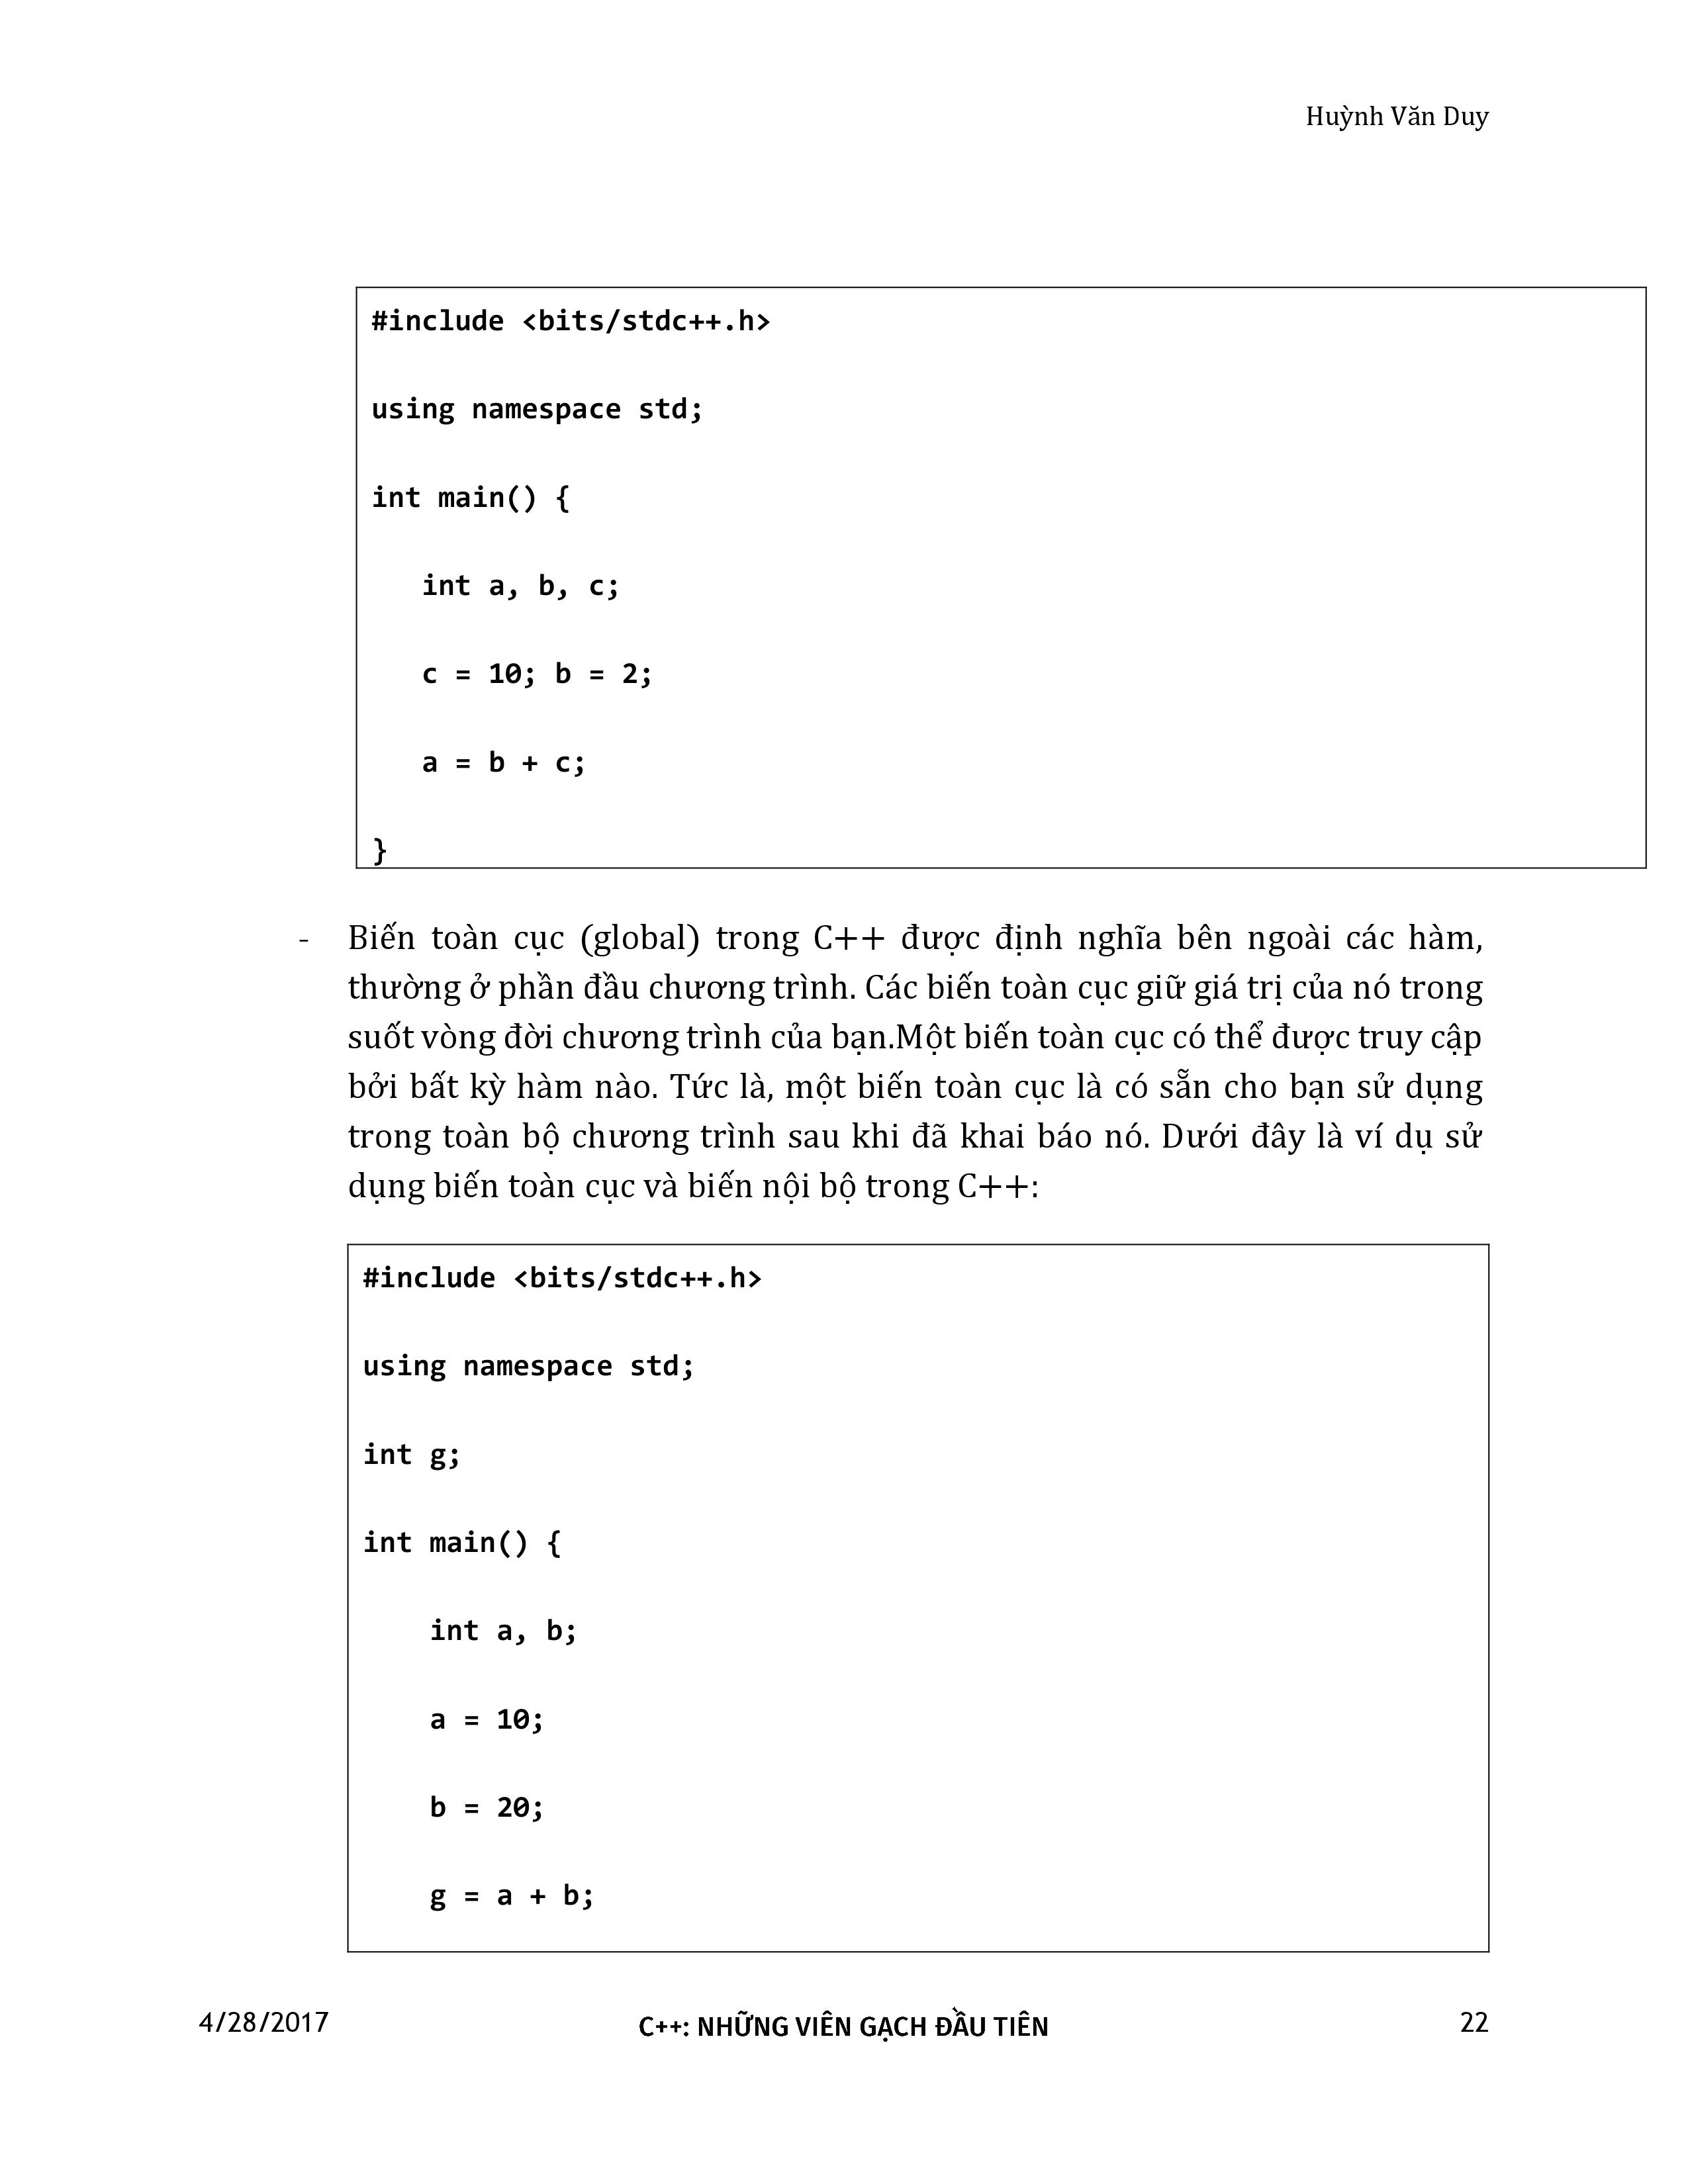 Huỳnh Văn Duy
#include <bits/stdc++.h>
using namespace std;
int main() {
int a, b, c;
c = 10; b = 2;
a = b + c;
}
- Biến toàn cục (global) trong C++ được định nghĩa bên ngoài các hàm,
thường ở phần đầu chương trình. Các biến toàn cục giữ giá trị của nó trong
suốt vòng đời chương trình của bạn.Một biến toàn cục có thể được truy cập
bởi bất kỳ hàm nào. Tức là, một biến toàn cục là có sẵn cho bạn sử dụng
trong toàn bộ chương trình sau khi đã khai báo nó. Dưới đây là ví dụ sử
dụng biến toàn cục và biến nội bộ trong C++:
#include <bits/stdc++.h>
using namespace std;
int g;
int main() {
int a, b;
a = 10;
b = 20;
g = a + b;
4/28/2017 C++: NHỮNG VIÊN GẠCH ĐẦU TIÊN 22